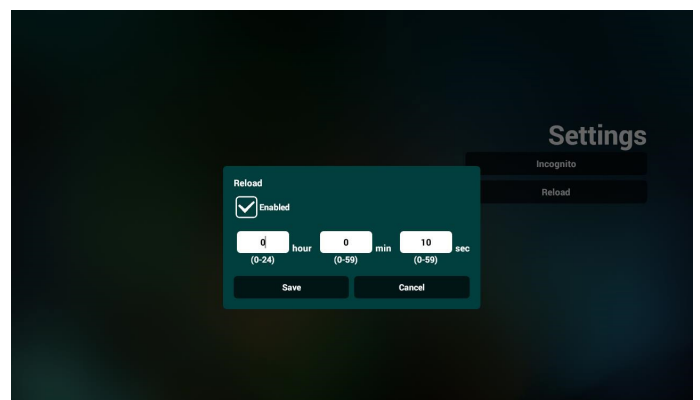 Settings
Incognito
Reload
Reload
Enabled
0 hour 0 min 10 sec
(0-24) (0-59) (0-59)
Save Cancel